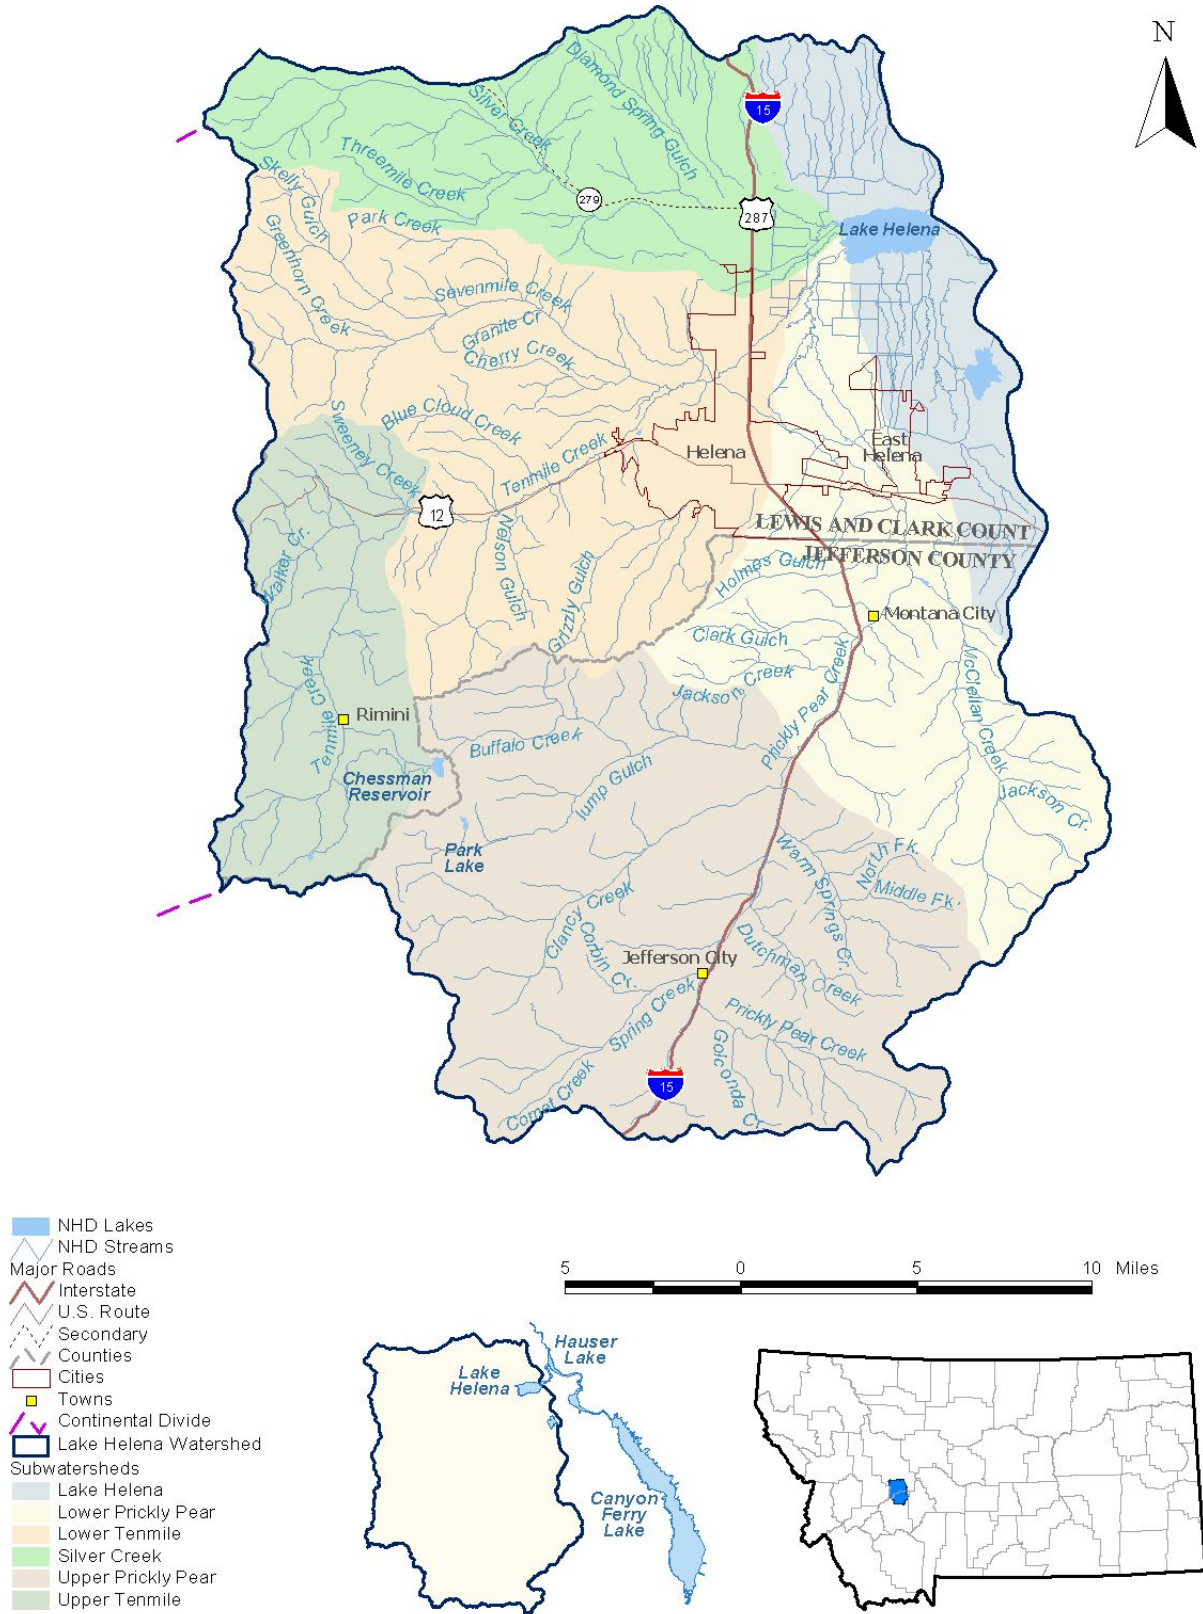 N
15
Silver Creek
Diamond Spring Gulch
Threemile Creek
Skelly Gulch
279
287
Park Creek
Lake Helena
Greenhorn Creek
Sevenmile Creek
Granite Cr
Cherry Creek
Sweeney Creek
Blue Cloud Creek
Tenmile Creek
Helena
East
Helena
12
Nelson Gulch
Grizzly Gulch
LEWIS AND CLARK COUNT
JEFFERSON COUNTY
Walker Cr.
Holmes Gulch
Montana City
Clark Gulch
Jackson Creek
Prickly Pear Creek
McClellan Creek
Jackson Cr.
Tenmile Creek
Rimini
Buffalo Creek
Chessman
Reservoir
Jump Gulch
Park
Lake
Warm Springs Cr.
North Fk.
Middle Fk.
Clancy Creek
Corbin Cr.
Jefferson City
Dutchman Creek
Spring Creek
Prickly Pear Creek
Golconda Cr
Comet Creek
15
NHD Lakes
NHD Streams
Major Roads
Interstate
U.S. Route
Secondary
Counties
Cities
Towns
Continental Divide
Lake Helena Watershed
Subwatersheds
Lake Helena
Lower Prickly Pear
Lower Tenmile
Silver Creek
Upper Prickly Pear
Upper Tenmile
5 0 5 10 Miles
Hauser
Lake
Lake
Helena
Canyon
Ferry
Lake